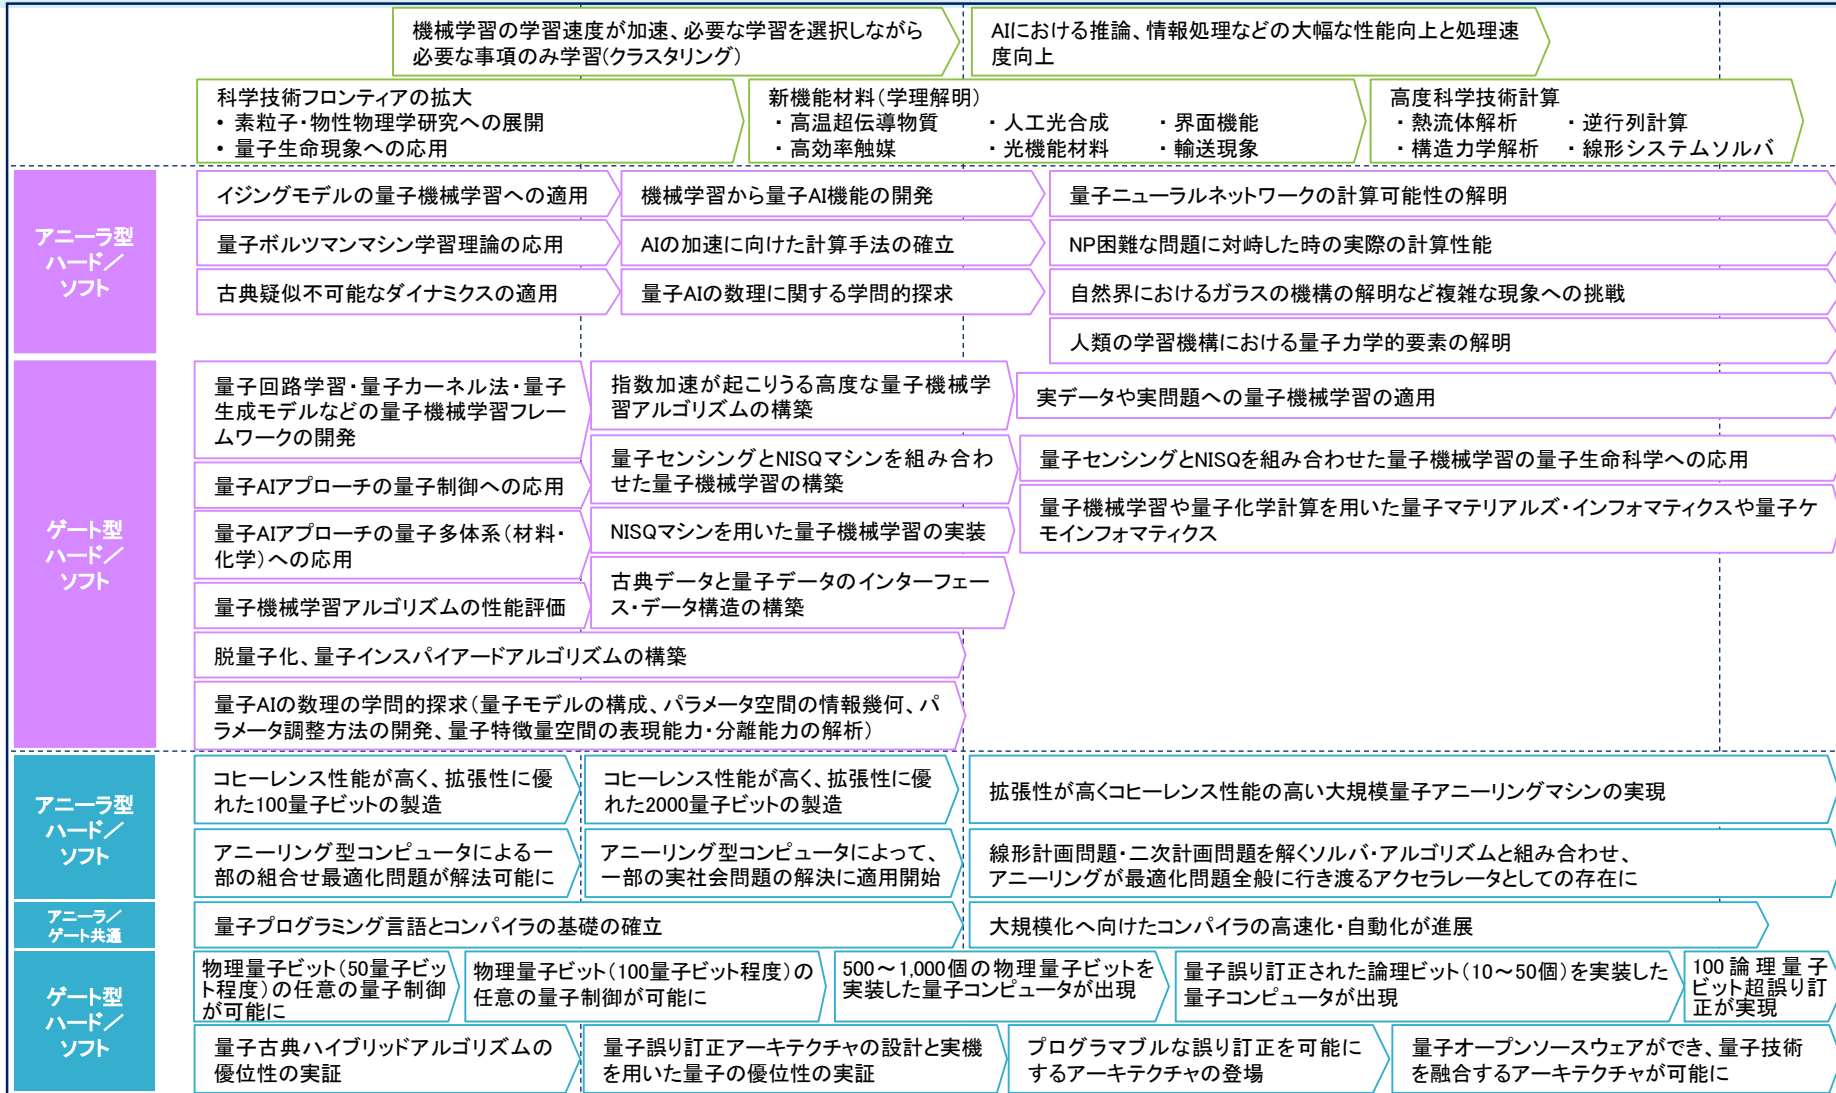 機械学習の学習速度が加速、必要な学習を選択しながら
必要な事項のみ学習(クラスタリング)
AIにおける推論、情報処理などの大幅な性能向上と処理速
度向上
科学技術フロンティアの拡大
• 素粒子・物性物理学研究への展開
• 量子生命現象への応用
新機能材料(学理解明)
・ 高温超伝導物質 ・ 人工光合成 ・ 界面機能
・ 高効率触媒 ・ 光機能材料 ・ 輸送現象
高度科学技術計算
・ 熱流体解析 ・ 逆行列計算
・ 構造力学解析 ・ 線形システムソルバ
アニーラ型
ハード／
ソフト
イジングモデルの量子機械学習への適用
機械学習から量子AI機能の開発
量子ニューラルネットワークの計算可能性の解明
量子ボルツマンマシン学習理論の応用
AIの加速に向けた計算手法の確立
NP困難な問題に対峙した時の実際の計算性能
古典疑似不可能なダイナミクスの適用
量子AIの数理に関する学問的探求
自然界におけるガラスの機構の解明など複雑な現象への挑戦
人類の学習機構における量子力学的要素の解明
ゲート型
ハード／
ソフト
量子回路学習・量子カーネル法・量子
生成モデルなどの量子機械学習フレー
ムワークの開発
指数加速が起こりうる高度な量子機械学
習アルゴリズムの構築
実データや実問題への量子機械学習の適用
量子AIアプローチの量子制御への応用
量子センシングとNISQマシンを組み合わ
せた量子機械学習の構築
量子センシングとNISQを組み合わせた量子機械学習の量子生命科学への応用
量子AIアプローチの量子多体系(材料・
化学)への応用
NISQマシンを用いた量子機械学習の実装
量子機械学習や量子化学計算を用いた量子マテリアルズ・インフォマティクスや量子ケ
モインフォマティクス
量子機械学習アルゴリズムの性能評価
古典データと量子データのインターフェー
ス・データ構造の構築
脱量子化、量子インスパイアードアルゴリズムの構築
量子AIの数理の学問的探求(量子モデルの構成、パラメータ空間の情報幾何、パ
ラメータ調整方法の開発、量子特徴量空間の表現能力・分離能力の解析)
アニーラ型
ハード／
ソフト
コヒーレンス性能が高く、拡張性に優
れた100量子ビットの製造
コヒーレンス性能が高く、拡張性に優
れた2000量子ビットの製造
拡張性が高くコヒーレンス性能の高い大規模量子アニーリングマシンの実現
アニーリング型コンピュータによる一
部の組合せ最適化問題が解法可能に
アニーリング型コンピュータによって、
一部の実社会問題の解決に適用開始
線形計画問題・二次計画問題を解くソルバ・アルゴリズムと組み合わせ、
アニーリングが最適化問題全般に行き渡るアクセラレータとしての存在に
アニーラ／
ゲート共通
量子プログラミング言語とコンパイラの基礎の確立
大規模化へ向けたコンパイラの高速化・自動化が進展
ゲート型
ハード／
ソフト
物理量子ビット(50量子ビッ
ト程度)の任意の量子制御
が可能に
物理量子ビット(100量子ビット程度)の
任意の量子制御が可能に
500～1,000個の物理量子ビットを
実装した量子コンピュータが出現
量子誤り訂正された論理ビット(10～50個)を実装した
量子コンピュータが出現
100論理量子
ビット超誤り訂
正が実現
量子古典ハイブリッドアルゴリズムの
優位性の実証
量子誤り訂正アーキテクチャの設計と実機
を用いた量子の優位性の実証
プログラマブルな誤り訂正を可能に
するアーキテクチャの登場
量子オープンソースウェアができ、量子技術
を融合するアーキテクチャが可能に